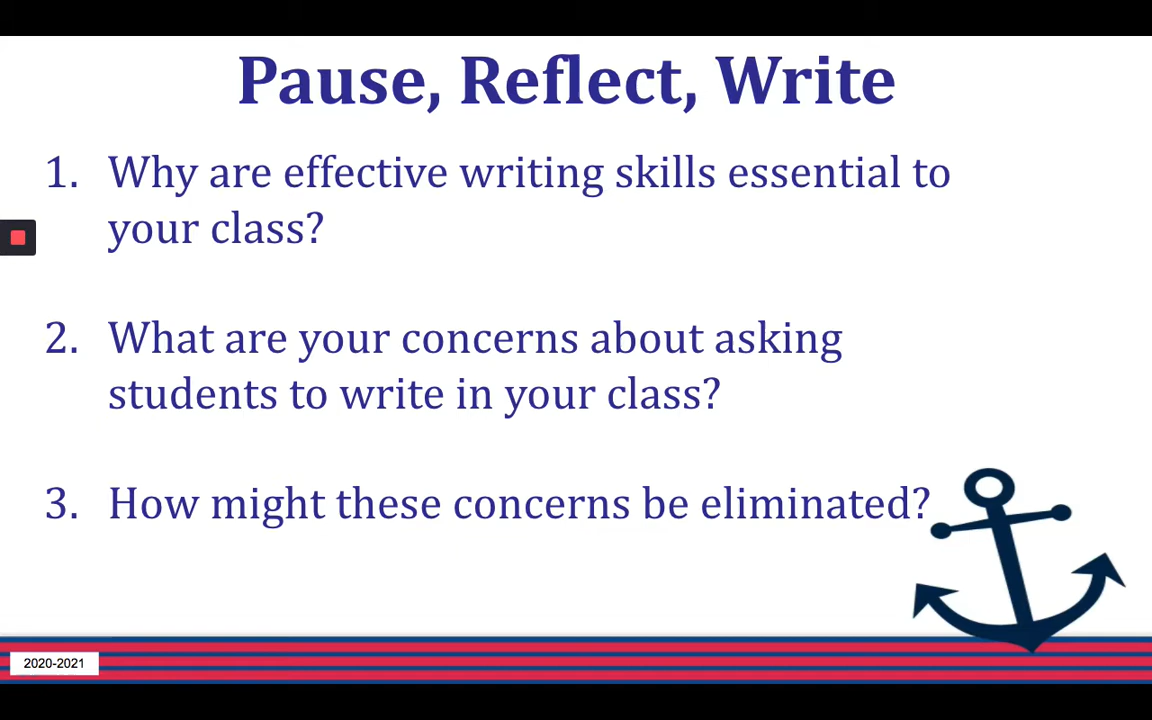 Pause, Reflect, Write
1. Why are effective writing skills essential to
your class?
2. What are your concerns about asking
students to write in your class?
3. How might these concerns be eliminated?
2020-2021